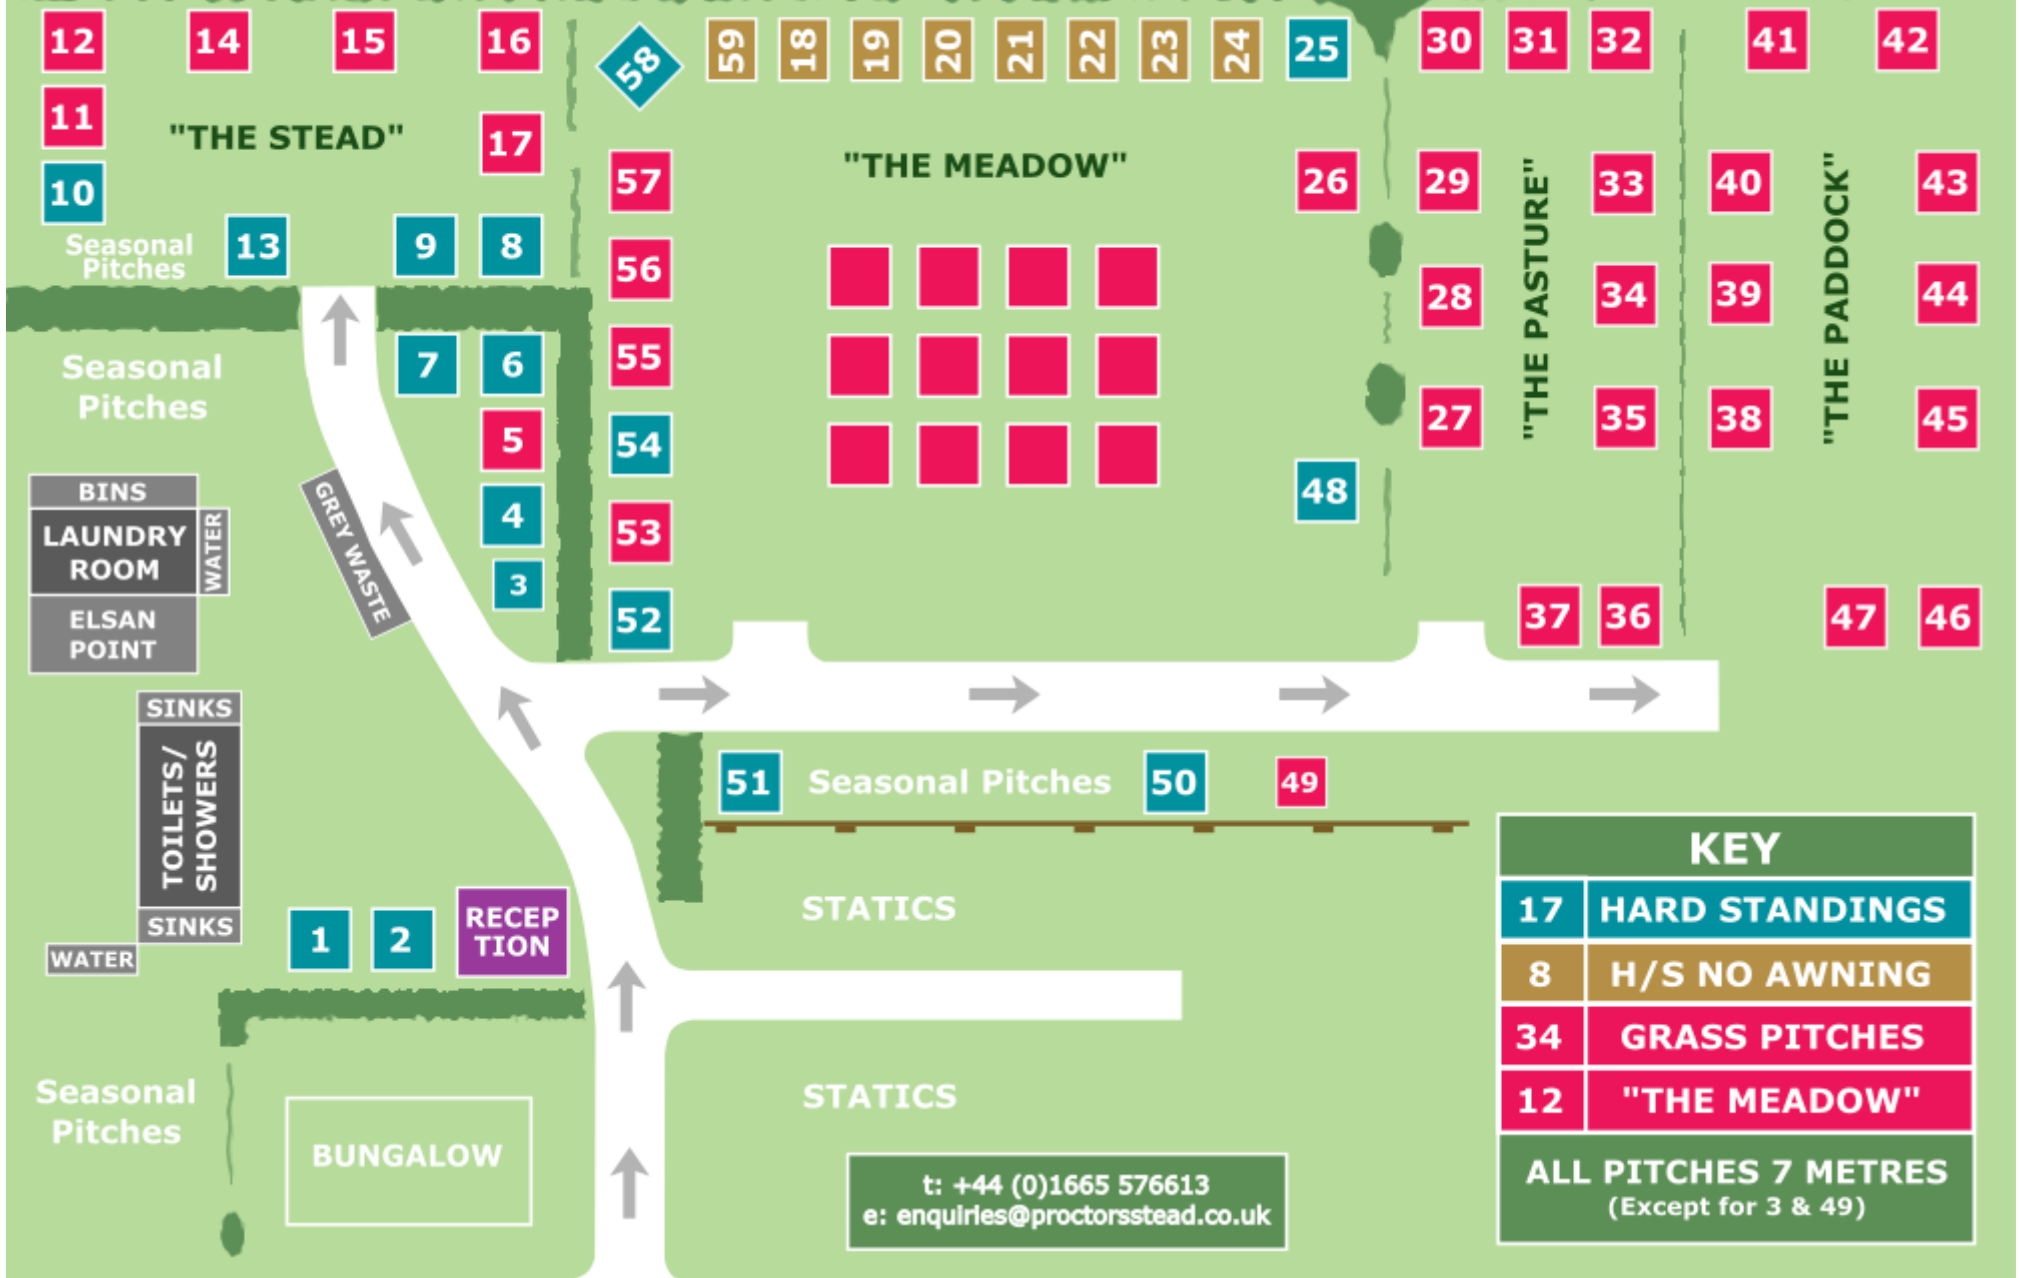 12 14 15 16
58 59 18 19 20 21 22 23 24 25
30 31 32 41 42
11
"THE STEAD"
17
10
Seasonal
Pitches
13 9 8
"THE MEADOW"
57
26
29
"THE PASTURE"
33
40
"THE PADDOCK"
43
56
28
34
39
44
Seasonal
Pitches
7 6
55
5
54
27
35
38
45
48
BINS
LAUNDRY
ROOM
WATER
ELSAN
POINT
GREY WASTE
4
53
3
52
37 36
47 46
SINKS
TOILETS/
SHOWERS
SINKS
WATER
51 Seasonal Pitches 50 49
1 2
RECEP
TION
STATICS
STATICS
Seasonal
Pitches
BUNGALOW
t: +44 (0)1665 576613
e: enquiries@proctorsstead.co.uk
KEY
17 HARD STANDINGS
8 H/S NO AWNING
34 GRASS PITCHES
12 "THE MEADOW"
ALL PITCHES 7 METRES
(Except for 3 & 49)